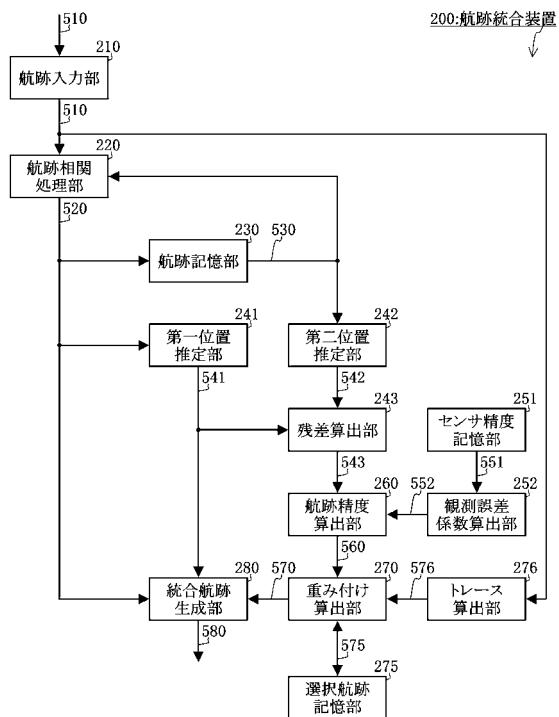 510
200:航跡統合装置
210
航跡入力部
510
220
航跡相関
処理部
520
230
530
航跡記憶部
241
242
第一位置
推定部
第二位置
推定部
541
542
243
251
残差算出部
センサ精度
記憶部
543
551
260
552
252
航跡精度
算出部
観測誤差
係数算出部
560
280
570
270
576
276
統合航跡
生成部
重み付け
算出部
トレース
算出部
580
575
275
選択航跡
記憶部